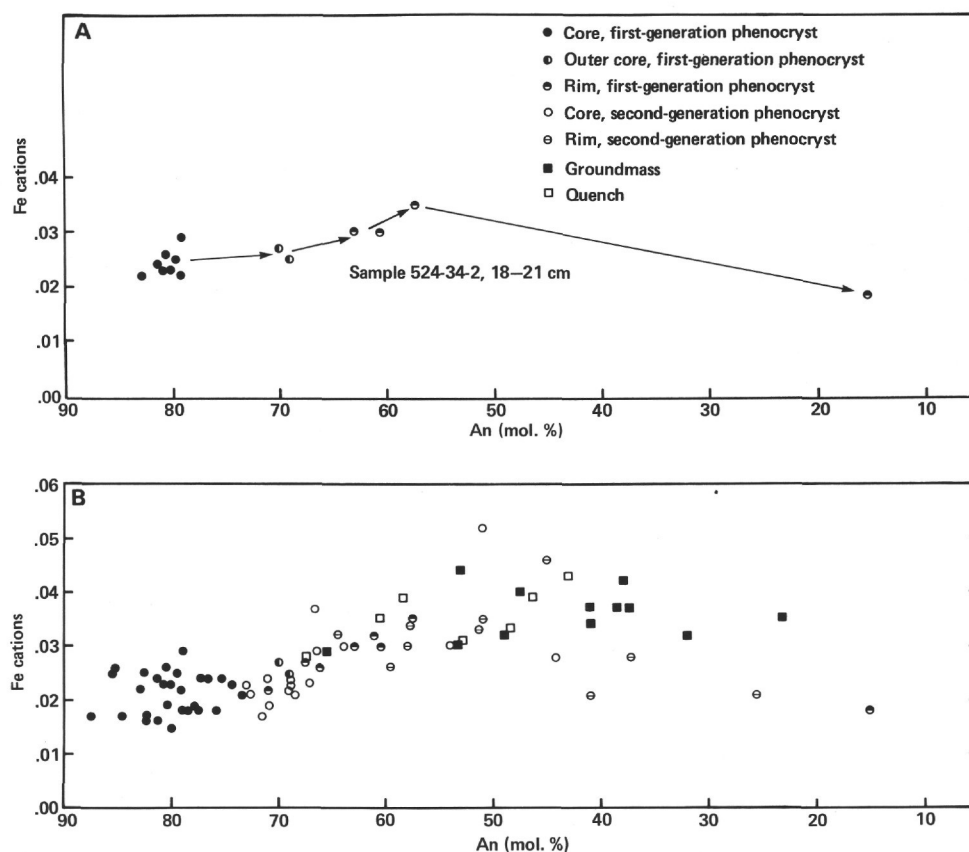 A
Core, first-generation phenocryst
Outer core, first-generation phenocryst
Rim, first-generation phenocryst
Core, second-generation phenocryst
Rim, second-generation phenocryst
Groundmass
Quench
Fe cations
.04
.03
.02
.01
.00
Sample 524-34-2, 18–21 cm
90 80 70 60 50 40 30 20 10
An (mol. %)
B
Fe cations
.06
.05
.04
.03
.02
.01
.00
90 80 70 60 50 40 30 20 10
An (mol. %)